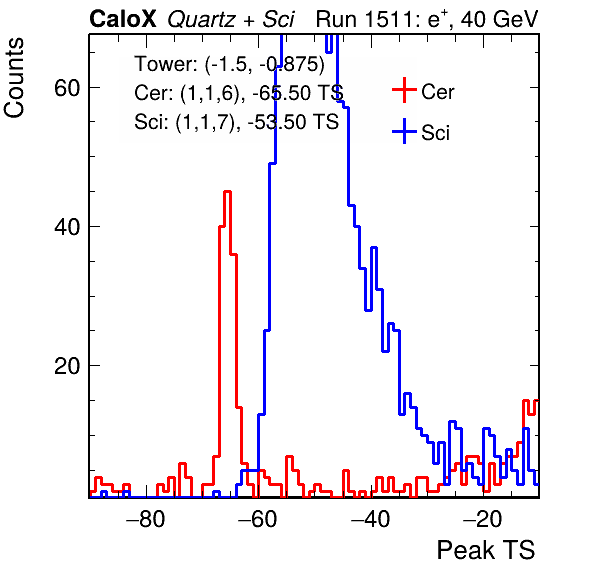 CaloX Quartz + Sci Run 1511: e+, 40 GeV
Counts
Tower: (-1.5, -0.875)
Cer: (1,1,6), -65.50 TS
Sci: (1,1,7), -53.50 TS
Cer
Sci
60
40
20
−80 −60 −40 −20
Peak TS